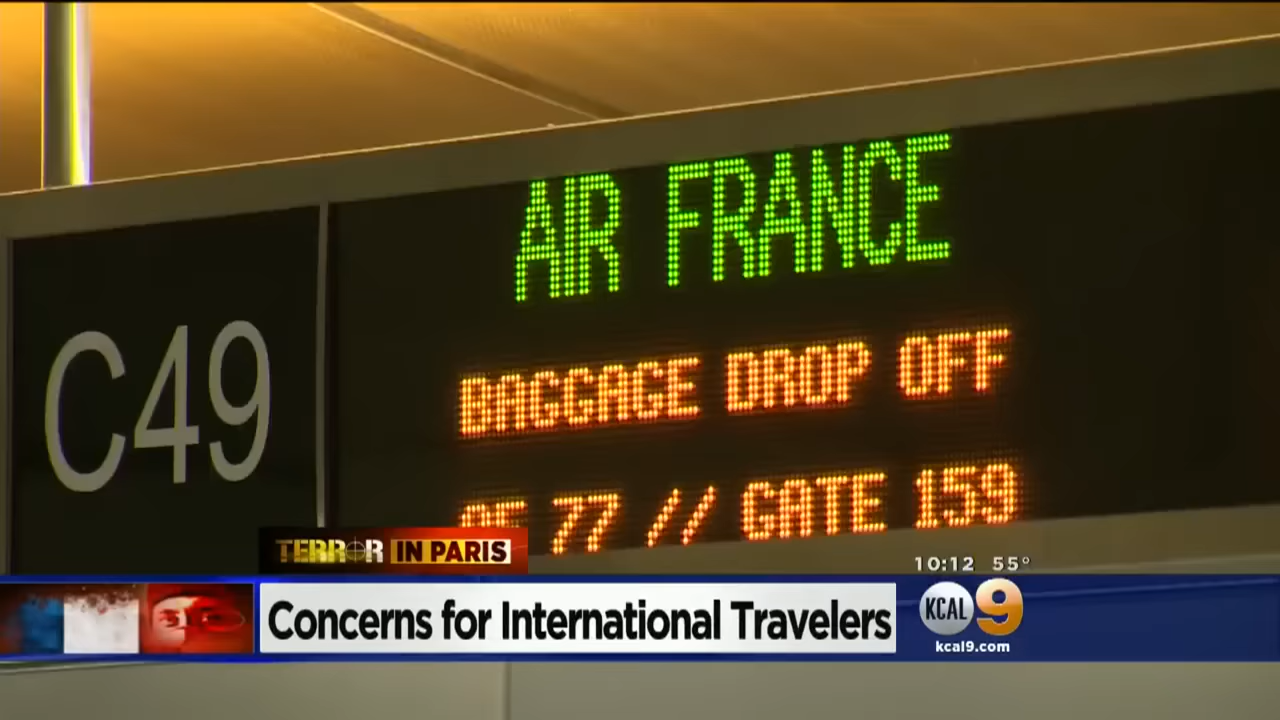 AIR FRANCE
BAGGAGE DROP OFF
C49
AF 77 // GATE 159
TERROR IN PARIS
10:12 55°
Concerns for International Travelers
KCAL 9
kcal9.com